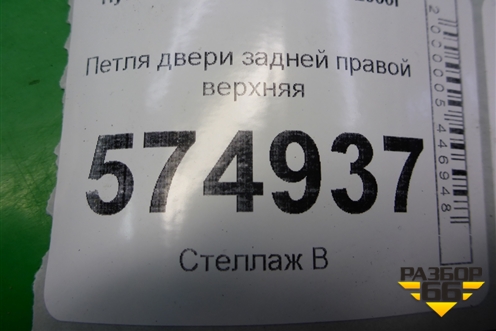 Петля двери задней правой
верхняя
574937
Стеллаж В
2000005446948
РАЗБОР
66